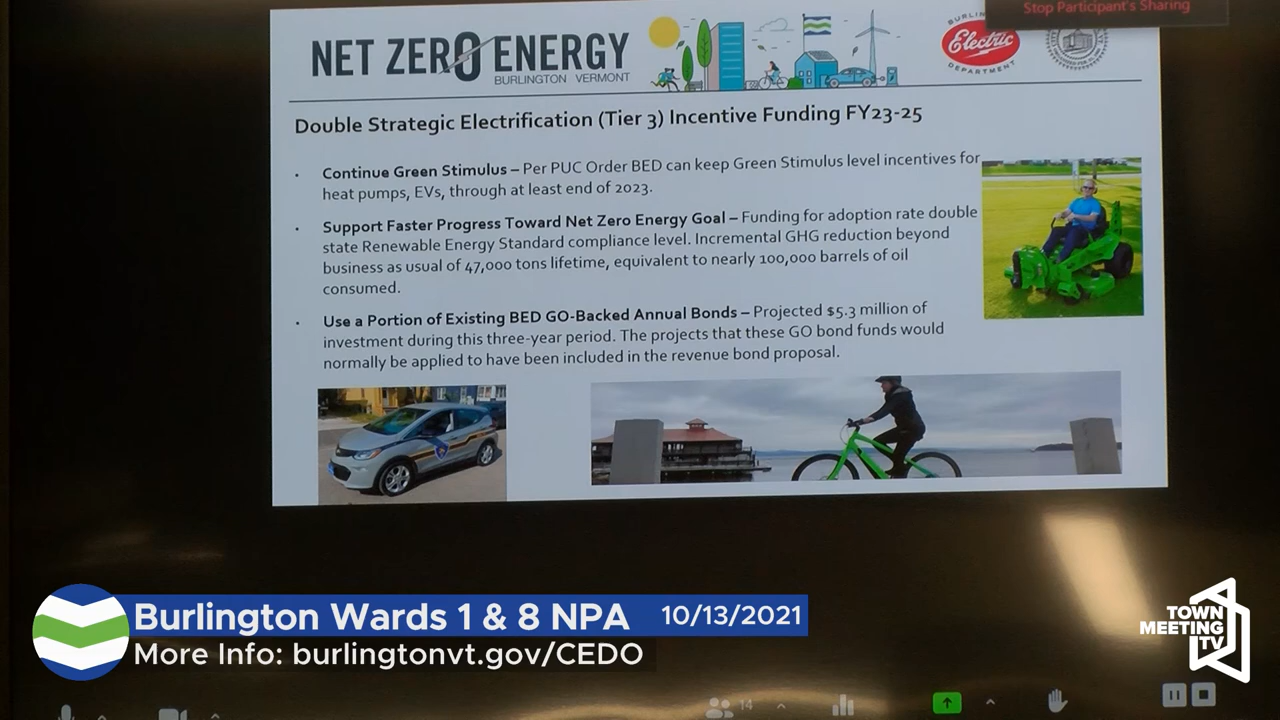 Stop Participant's Sharing
NET ZERO ENERGY
BURLINGTON VERMONT
Electric
DEPARTMENT
Double Strategic Electrification (Tier 3) Incentive Funding FY23-25
Continue Green Stimulus – Per PUC Order BED can keep Green Stimulus level incentives for
heat pumps, EVs, through at least end of 2023.
Support Faster Progress Toward Net Zero Energy Goal – Funding for adoption rate double
state Renewable Energy Standard compliance level. Incremental GHG reduction beyond
business as usual of 47,000 tons lifetime, equivalent to nearly 100,000 barrels of oil
consumed.
Use a Portion of Existing BED GO-Backed Annual Bonds – Projected $5.3 million of
investment during this three-year period. The projects that these GO bond funds would
normally be applied to have been included in the revenue bond proposal.
Burlington Wards 1 & 8 NPA 10/13/2021
More Info: burlingtonvt.gov/CEDO
TOWN
MEETING
TV
14